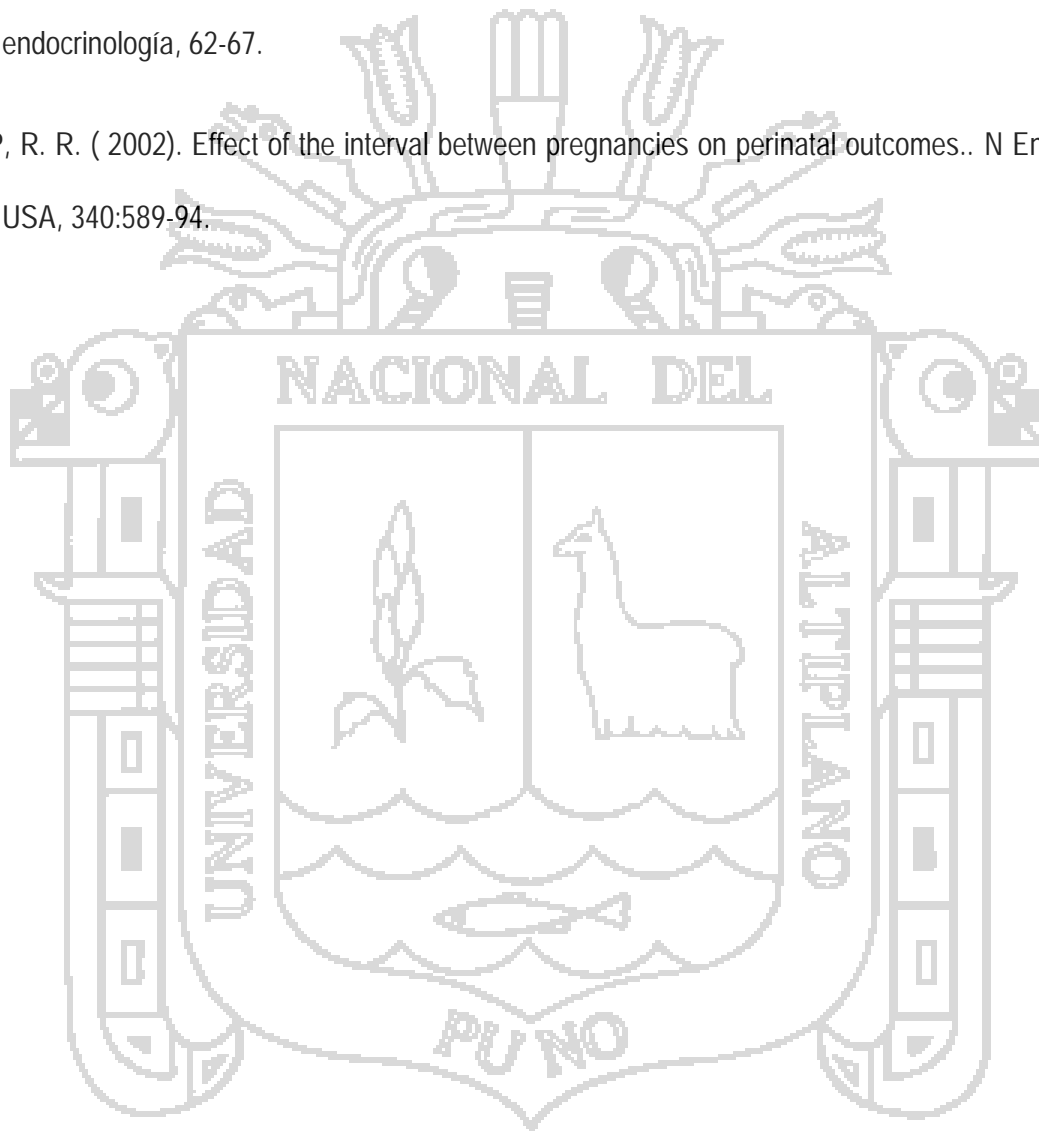 endocrinología, 62-67.
P, R. R. ( 2002). Effect of the interval between pregnancies on perinatal outcomes.. N En
USA, 340:589-94.
NACIONAL DEL
UNIVERSIDAD
ALTIPLANO
PUNO